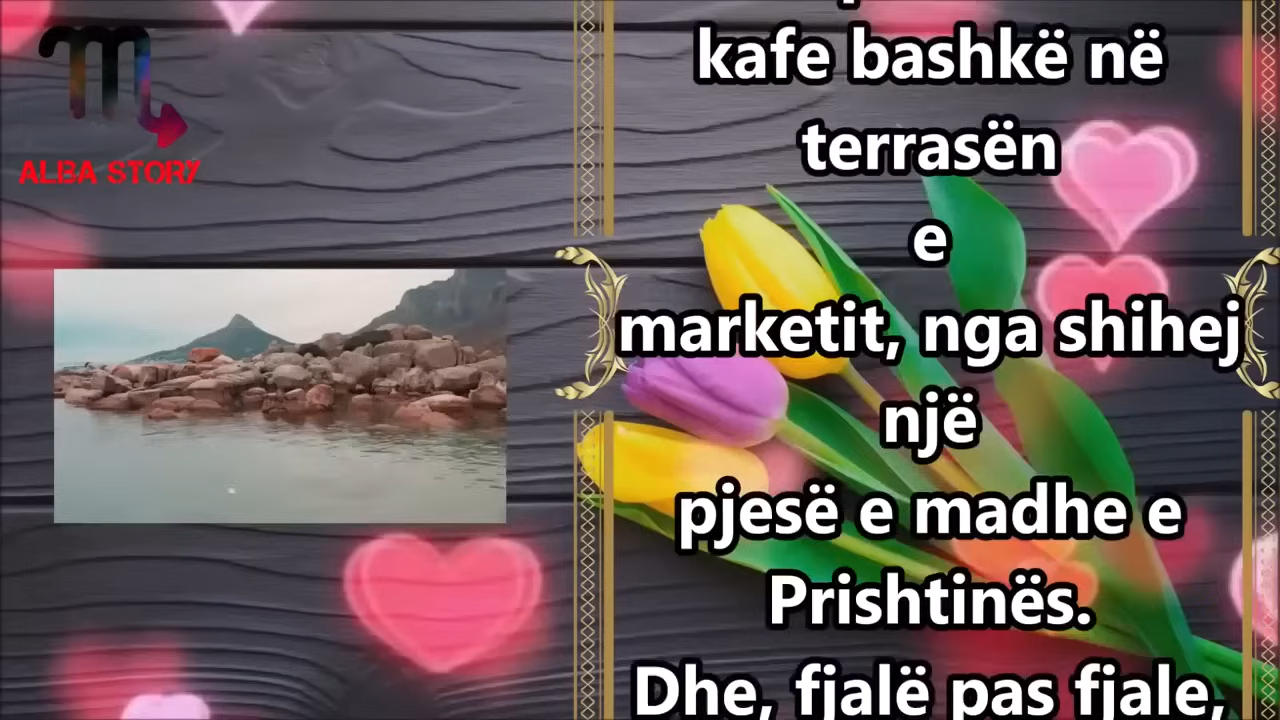 ALBA STORY
kafe bashkë në
terrasën
e
marketit, nga shihej
një
pjesë e madhe e
Prishtinës.
Dhe, fjalë pas fjale,